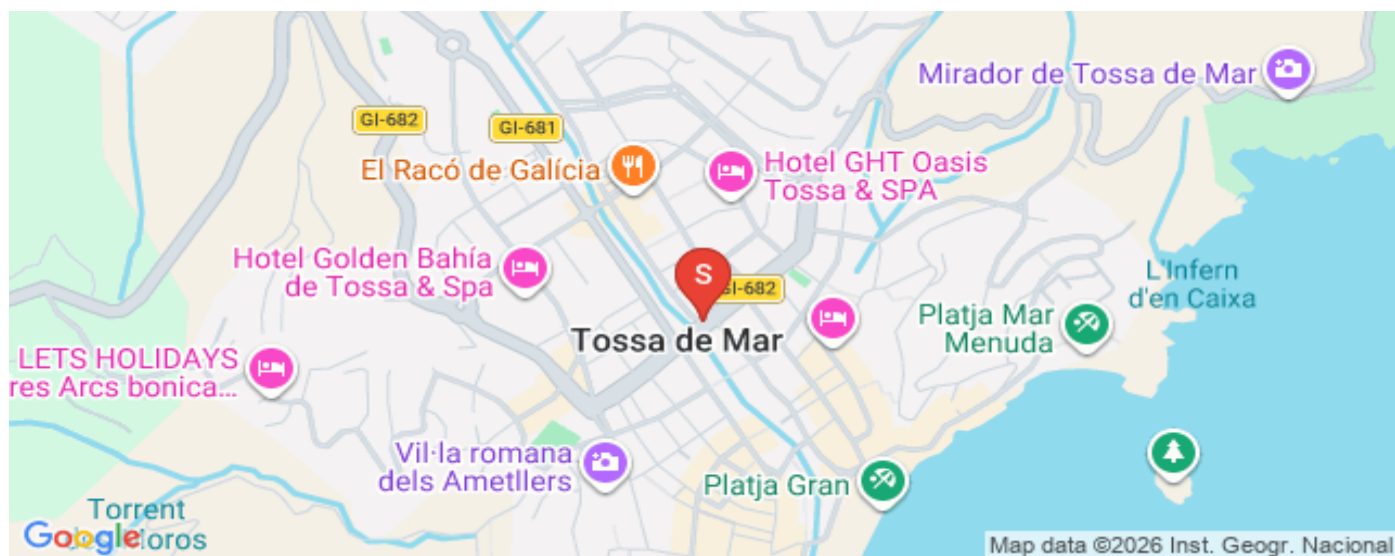 Mirador de Tossa de Mar
GI-682
GI-681
El Racó de Galícia
Hotel GHT Oasis
Tossa & SPA
Hotel Golden Bahía
de Tossa & Spa
S
GI-682
L'Infern
d'en Caixa
Tossa de Mar
Platja Mar
Menuda
LETS HOLIDAYS
res Arcs bonica...
Vil·la romana
dels Ametllers
Platja Gran
Torrent
Google
Map data ©2026 Inst. Geogr. Nacional